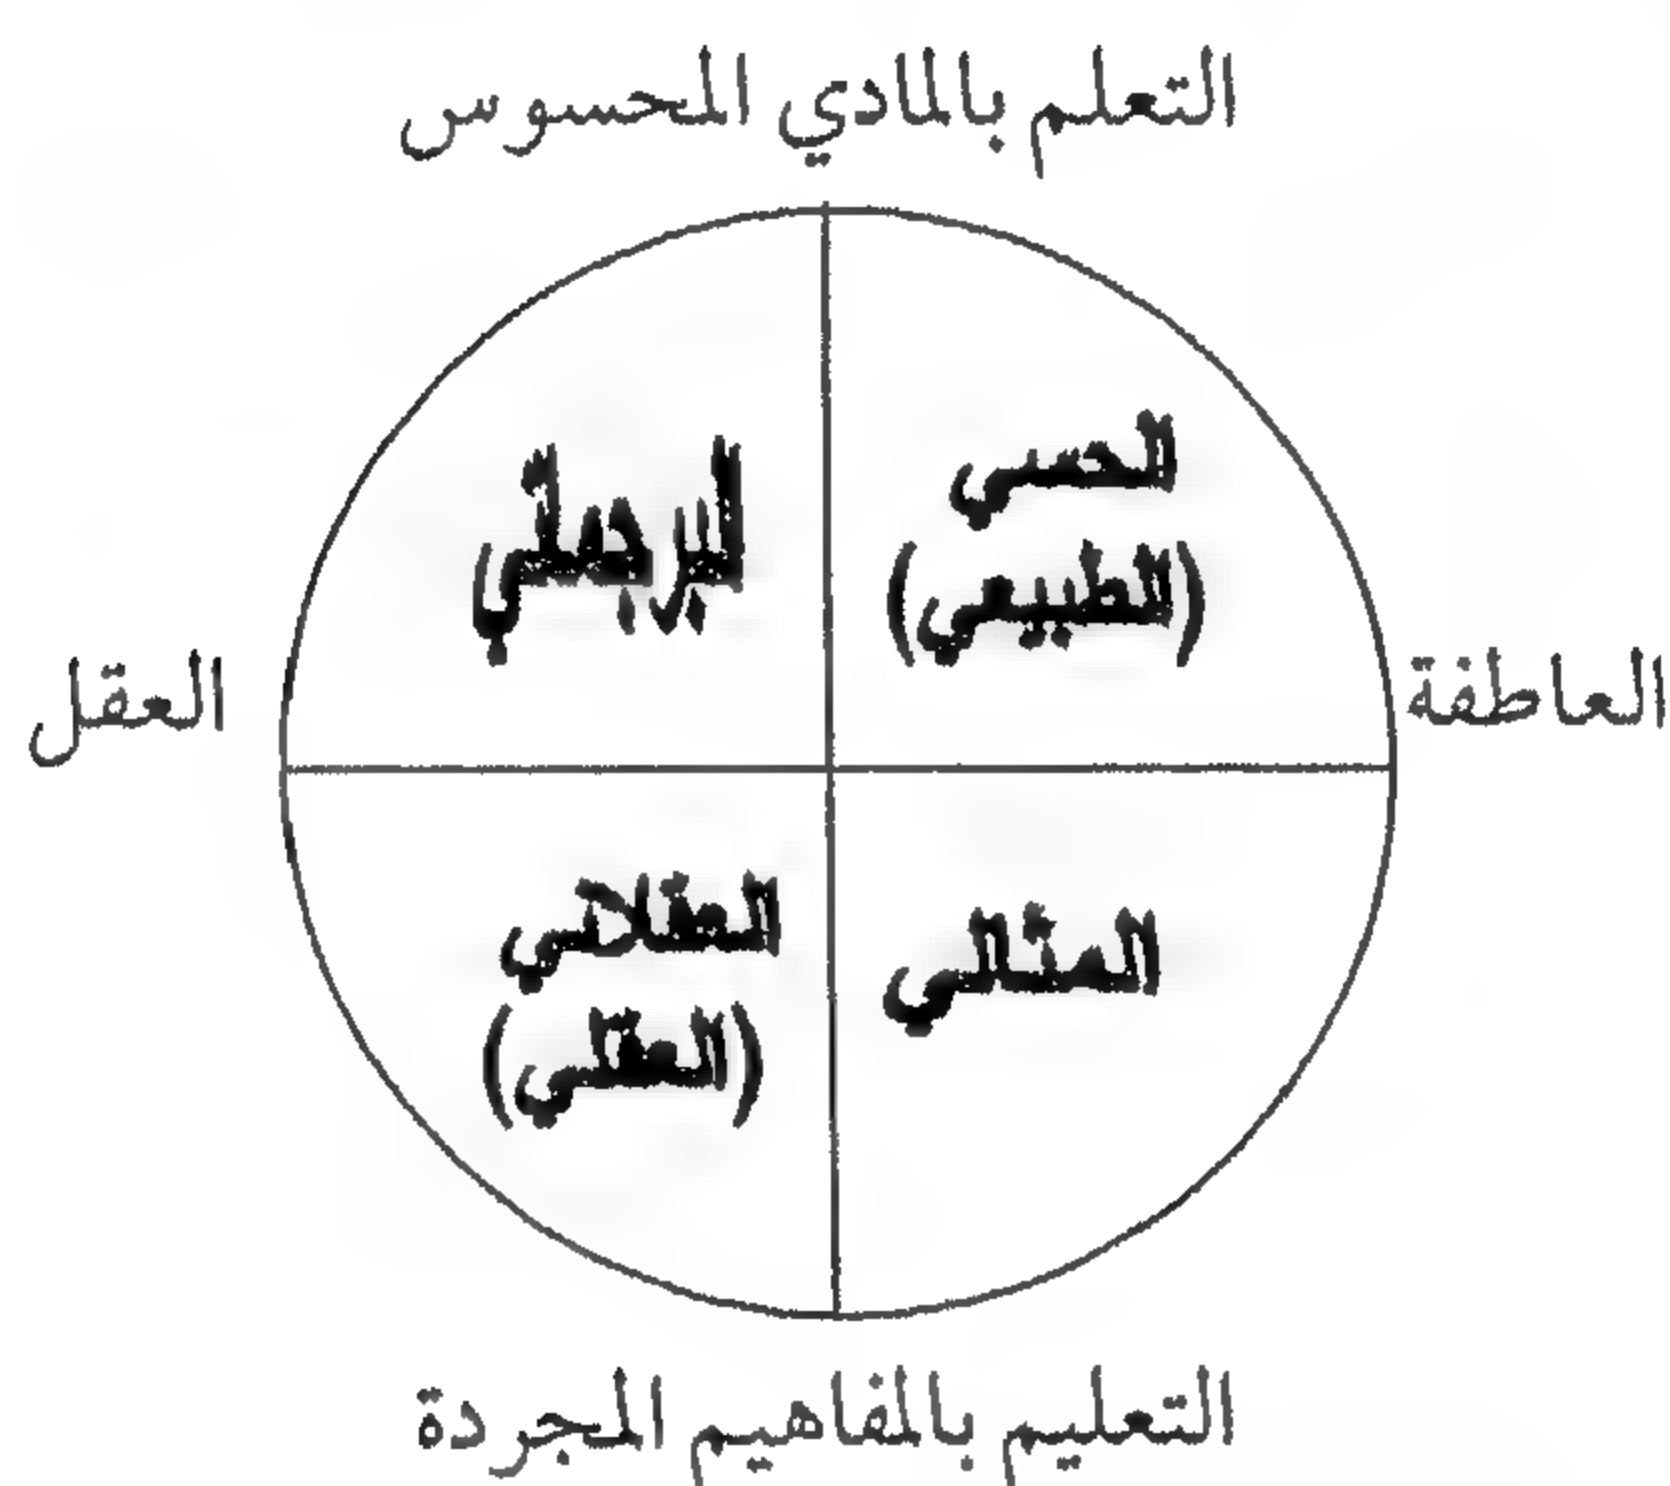 التعلم بالمادي المحسوس
الحسي
(الطبيعي)
البرجماتي
العاطفة
العقل
المثالي
العقلاني
(العقلي)
التعليم بالمفاهيم المجردة